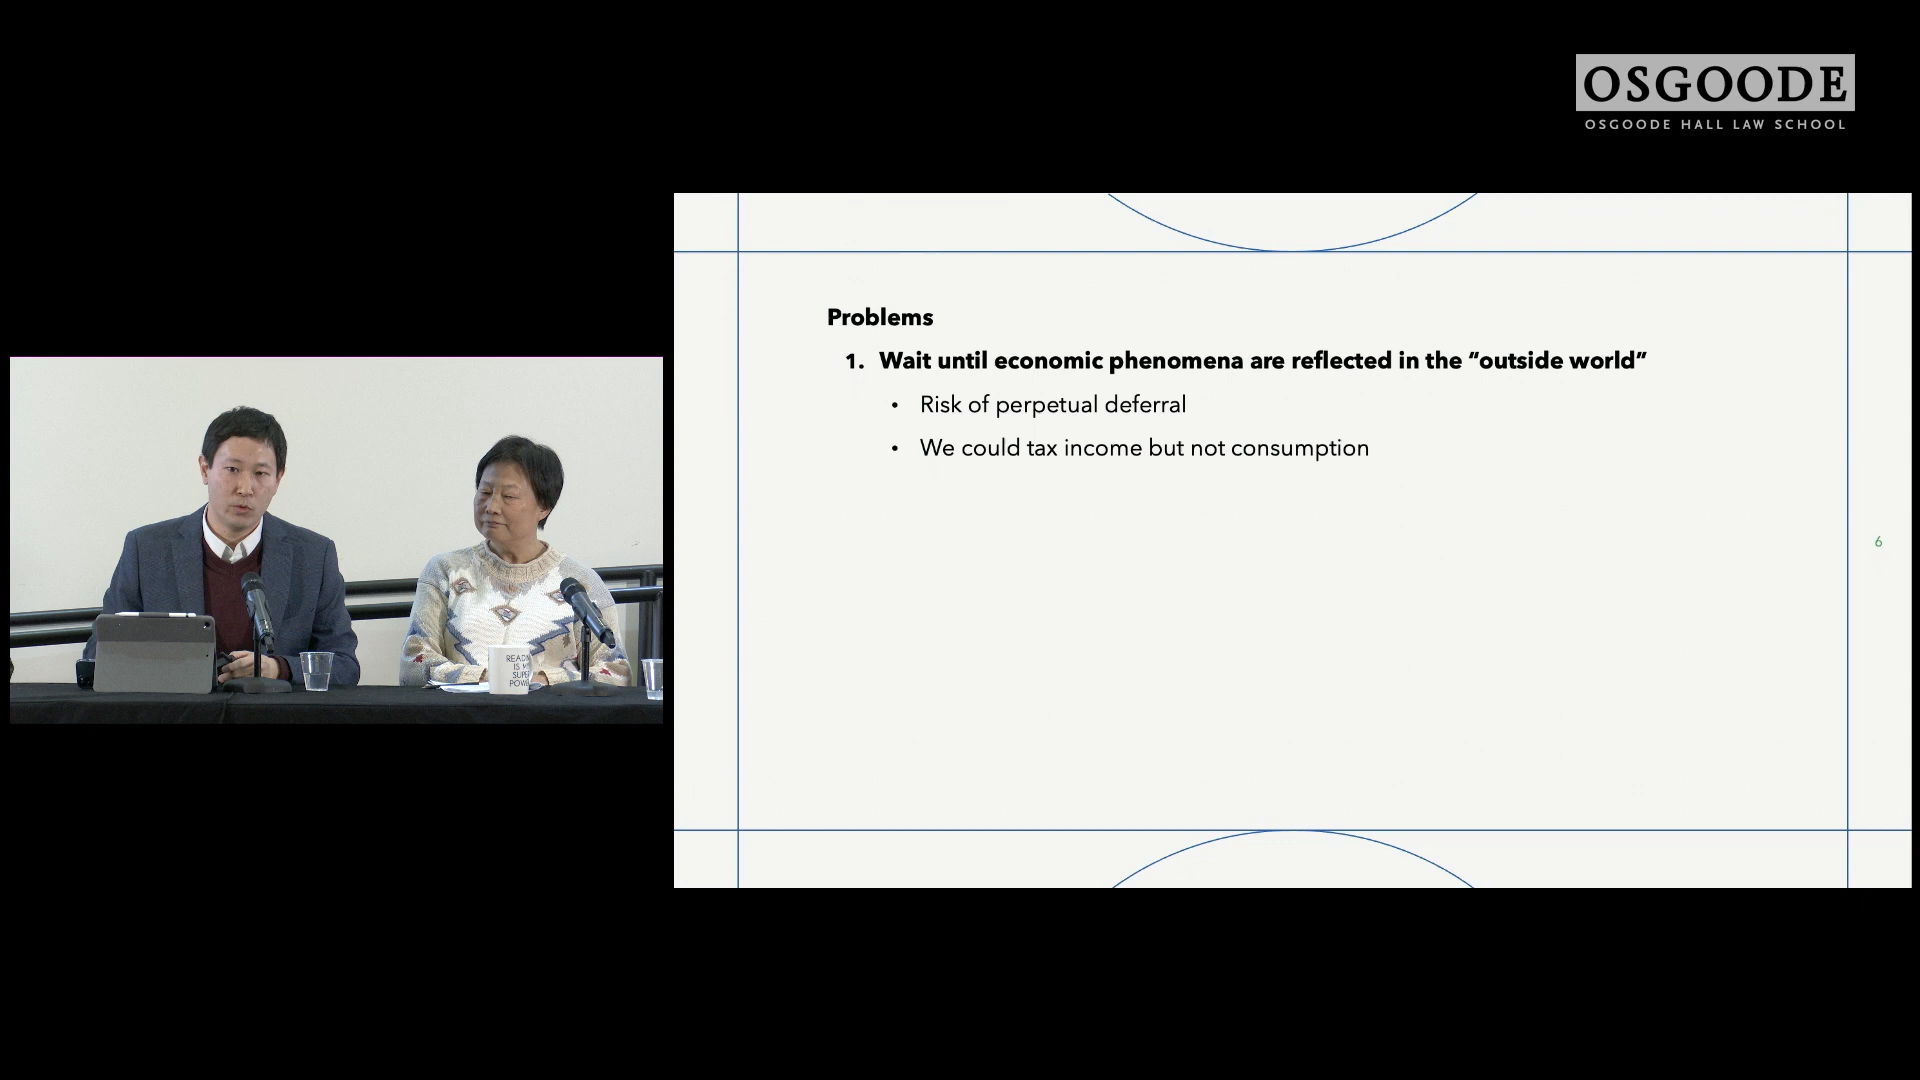 OSGOODE
OSGOODE HALL LAW SCHOOL
Problems
1. Wait until economic phenomena are reflected in the “outside world”
• Risk of perpetual deferral
• We could tax income but not consumption
6
IS